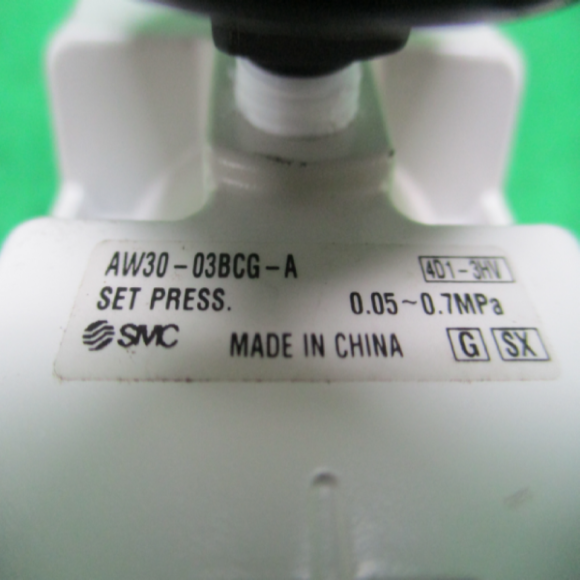 AW30-03BCG-A 4D1-3HV
SET PRESS. 0.05~0.7MPa
SMC MADE IN CHINA G SX